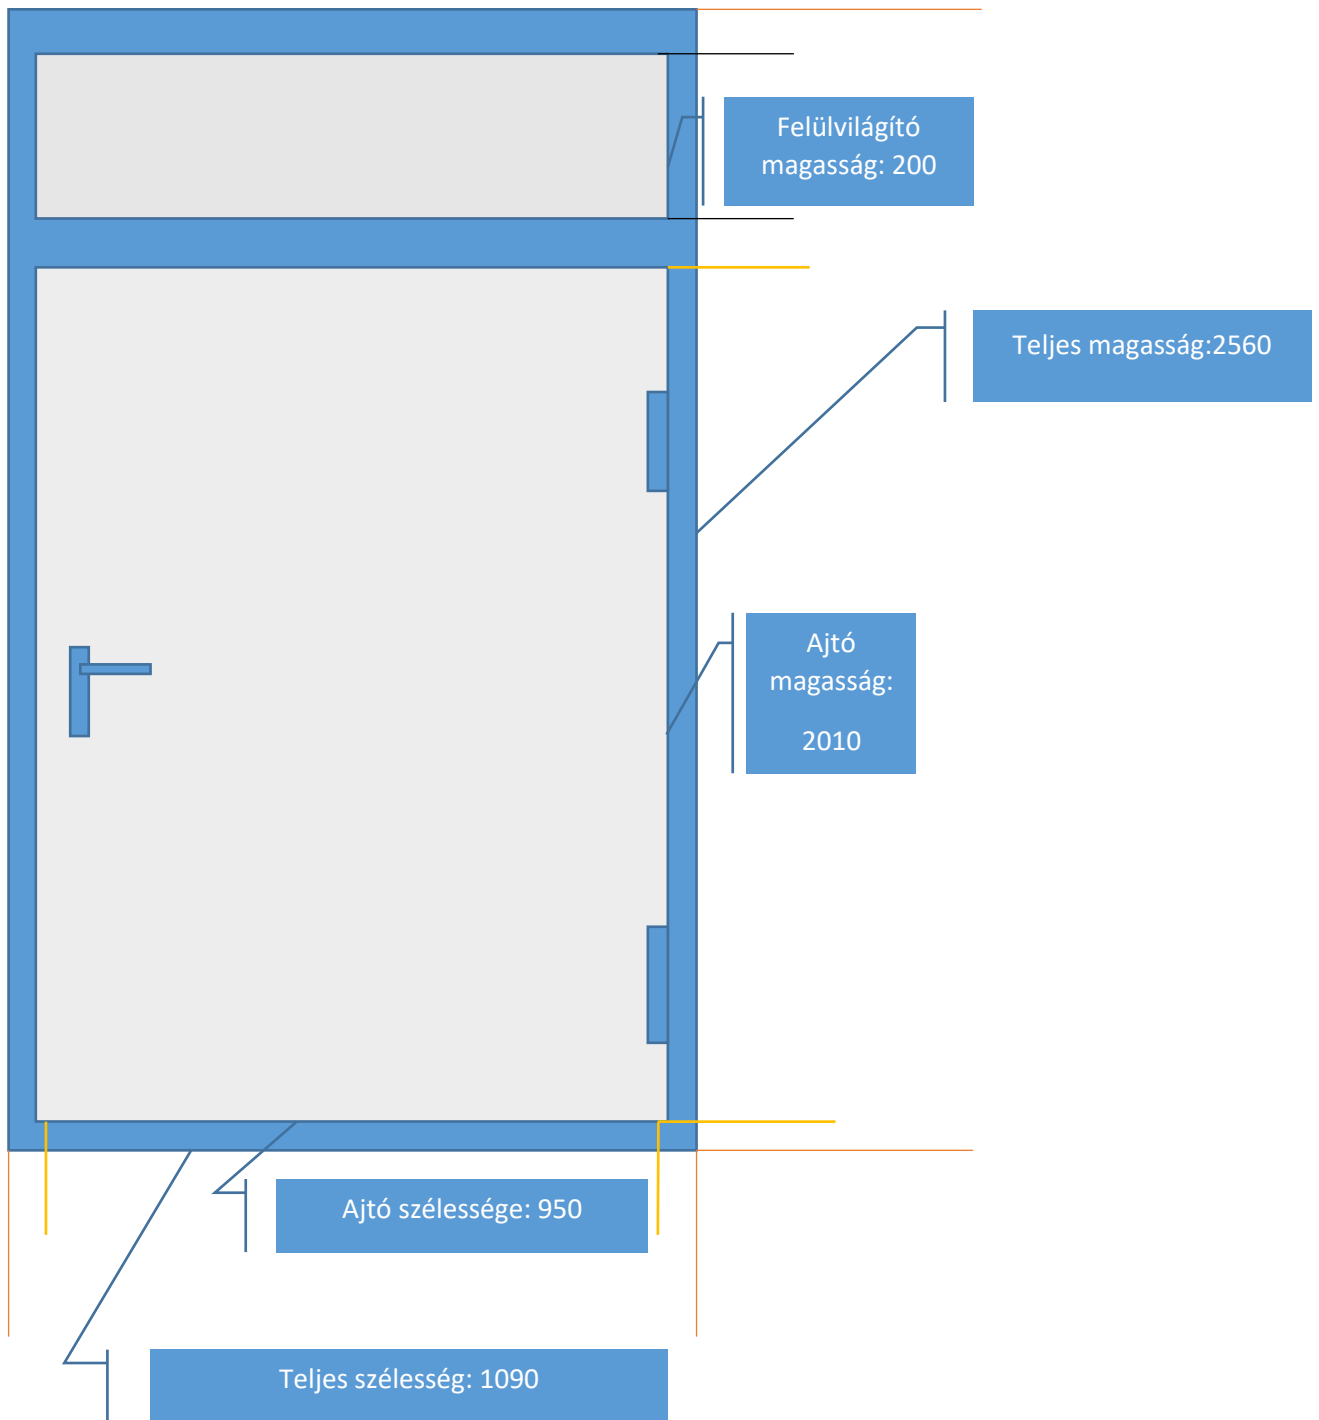 Felülvilágító
magasság: 200
Teljes magasság:2560
Ajtó
magasság:
2010
Ajtó szélessége: 950
Teljes szélesség: 1090